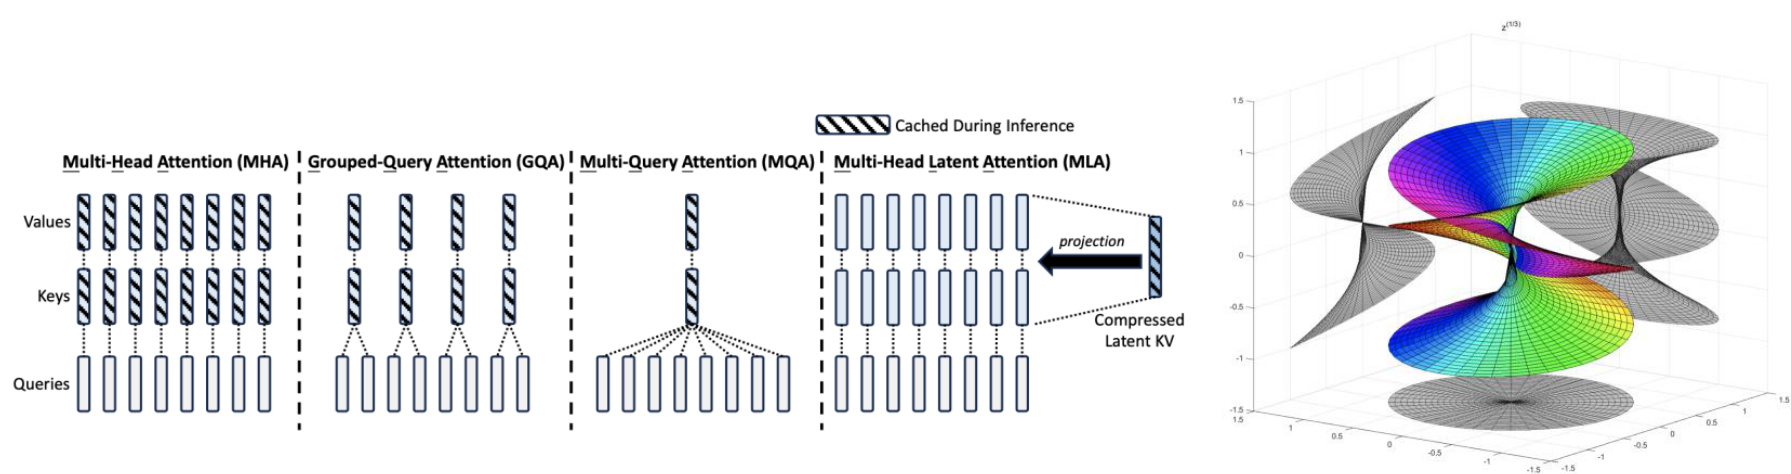 Cached During Inference
Multi-Head Attention (MHA)
Grouped-Query Attention (GQA)
Multi-Query Attention (MQA)
Multi-Head Latent Attention (MLA)
Values
Keys
Queries
projection
Compressed
Latent KV
z^(1/3)
1.5
1
0.5
0
-0.5
-1
-1.5
1.5
1
0.5
0
-0.5
-1
-1.5
-1.5
-1
-0.5
0
0.5
1
1.5